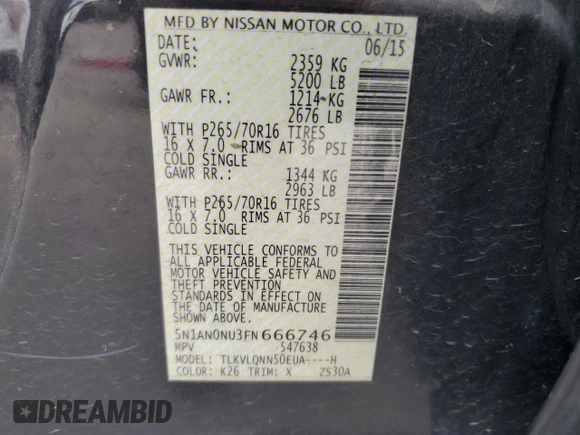 MFD BY NISSAN MOTOR CO., LTD.
DATE: 06/15
GVWR: 2359 KG
5200 LB
GAWR FR.: 1214 KG
2676 LB
WITH P265/70R16 TIRES
16 X 7.0 RIMS AT 36 PSI
COLD SINGLE
GAWR RR.: 1344 KG
2963 LB
WITH P265/70R16 TIRES
16 X 7.0 RIMS AT 36 PSI
COLD SINGLE
THIS VEHICLE CONFORMS TO
ALL APPLICABLE FEDERAL
MOTOR VEHICLE SAFETY AND
THEFT PREVENTION
STANDARDS IN EFFECT ON
THE DATE OF MANUFACTURE
SHOWN ABOVE.
5N1AN0NU3FN666746
MPV 547638
MODEL: TLKVLQNN50EUA----H
COLOR: K26 TRIM: X ZS30A
DREAMBID
don't overpay